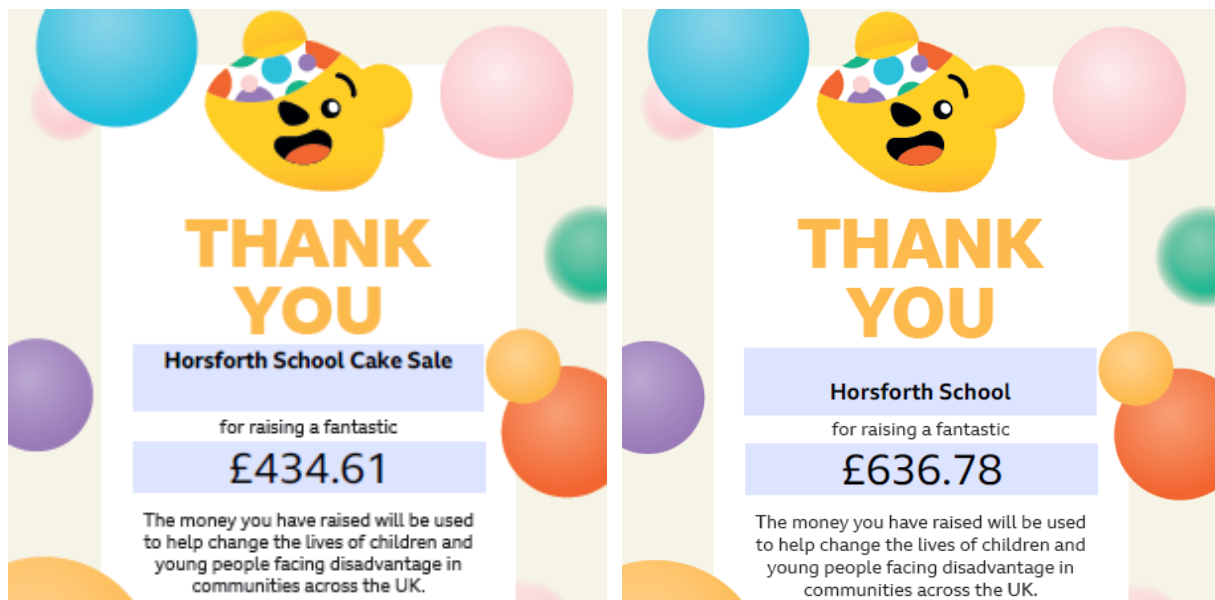 THANK
YOU
Horsforth School Cake Sale
for raising a fantastic
£434.61
The money you have raised will be used
to help change the lives of children and
young people facing disadvantage in
communities across the UK.
THANK
YOU
Horsforth School
for raising a fantastic
£636.78
The money you have raised will be used
to help change the lives of children and
young people facing disadvantage in
communities across the UK.